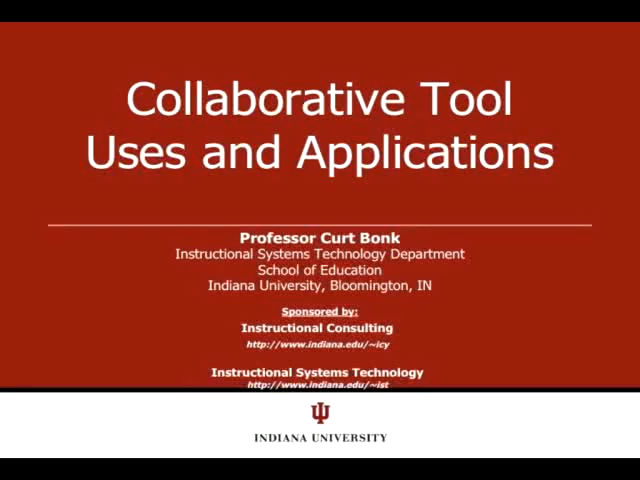 Collaborative Tool
Uses and Applications
Professor Curt Bonk
Instructional Systems Technology Department
School of Education
Indiana University, Bloomington, IN
Sponsored by:
Instructional Consulting
http://www.indiana.edu/~icy
Instructional Systems Technology
http://www.indiana.edu/~ist
INDIANA UNIVERSITY